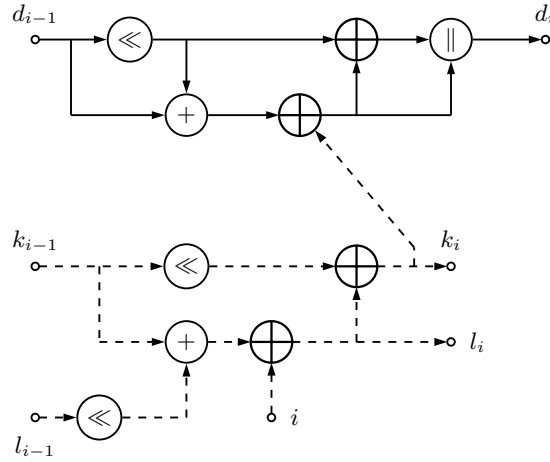 d_{i−1} d_i
≪ ∥
+
k_{i−1} k_i
≪
+ l_i
≪ i
l_{i−1}